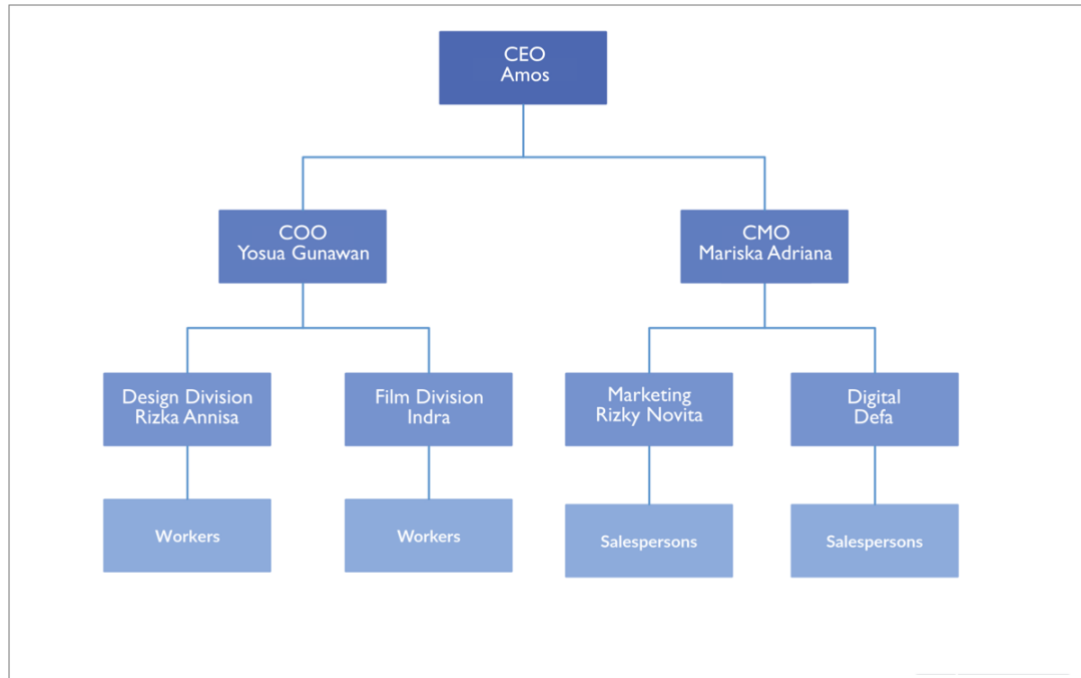 CEO
Amos
COO
Yosua Gunawan
CMO
Mariska Adriana
Design Division
Rizka Annisa
Film Division
Indra
Marketing
Rizky Novita
Digital
Defa
Workers
Workers
Salespersons
Salespersons